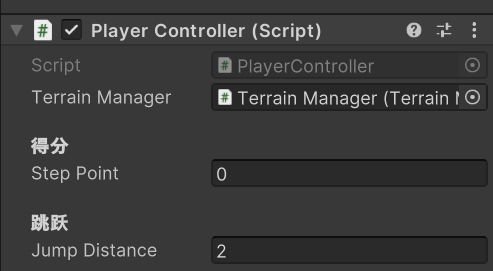 Player Controller (Script)
Script
PlayerController
Terrain Manager
Terrain Manager (Terrain
得分
Step Point
0
跳跃
Jump Distance
2